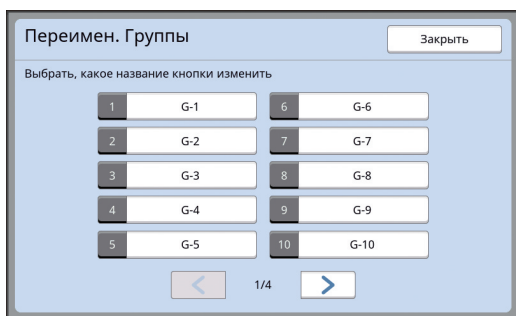 Переимен. Группы
Закрыть
Выбрать, какое название кнопки изменить
1 G-1 6 G-6
2 G-2 7 G-7
3 G-3 8 G-8
4 G-4 9 G-9
5 G-5 10 G-10
1/4